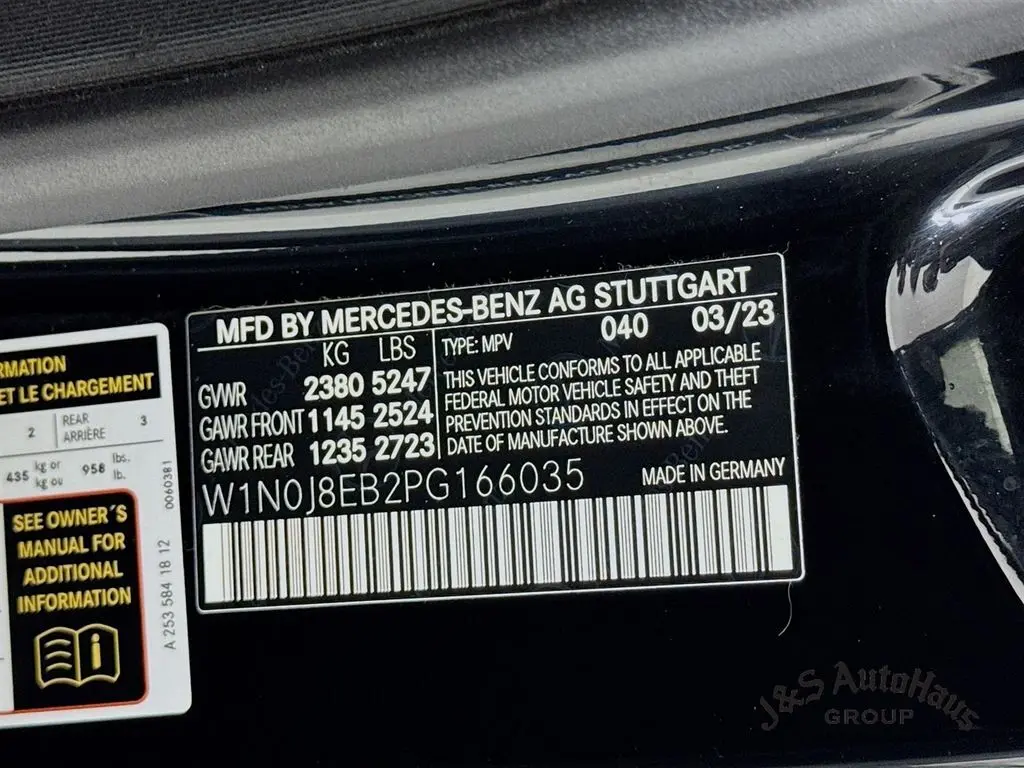 MFD BY MERCEDES-BENZ AG STUTTGART
KG LBS
GVWR 2380 5247
GAWR FRONT 1145 2524
GAWR REAR 1235 2723
TYPE: MPV 040 03/23
THIS VEHICLE CONFORMS TO ALL APPLICABLE
FEDERAL MOTOR VEHICLE SAFETY AND THEFT
PREVENTION STANDARDS IN EFFECT ON THE
DATE OF MANUFACTURE SHOWN ABOVE.
W1N0J8EB2PG166035 MADE IN GERMANY
RMATION
ET LE CHARGEMENT
2 REAR ARRIÈRE 3
435 kg or kg ou 958 lbs. lb.
SEE OWNER´S
MANUAL FOR
ADDITIONAL
INFORMATION
A 253 584 18 12 0060381
J&S AutoHaus
GROUP